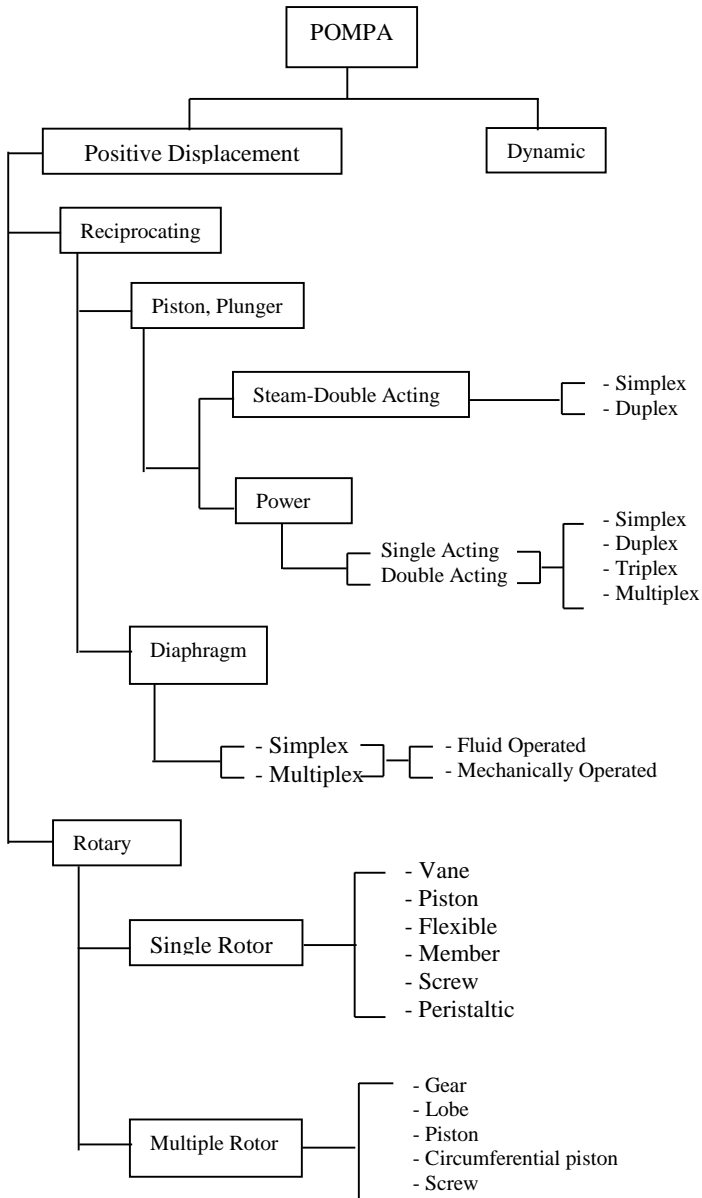 POMPA
Positive Displacement
Dynamic
Reciprocating
Piston, Plunger
Steam-Double Acting
- Simplex
- Duplex
Power
Single Acting
Double Acting
- Simplex
- Duplex
- Triplex
- Multiplex
Diaphragm
- Simplex
- Multiplex
- Fluid Operated
- Mechanically Operated
Rotary
Single Rotor
- Vane
- Piston
- Flexible
- Member
- Screw
- Peristaltic
Multiple Rotor
- Gear
- Lobe
- Piston
- Circumferential piston
- Screw